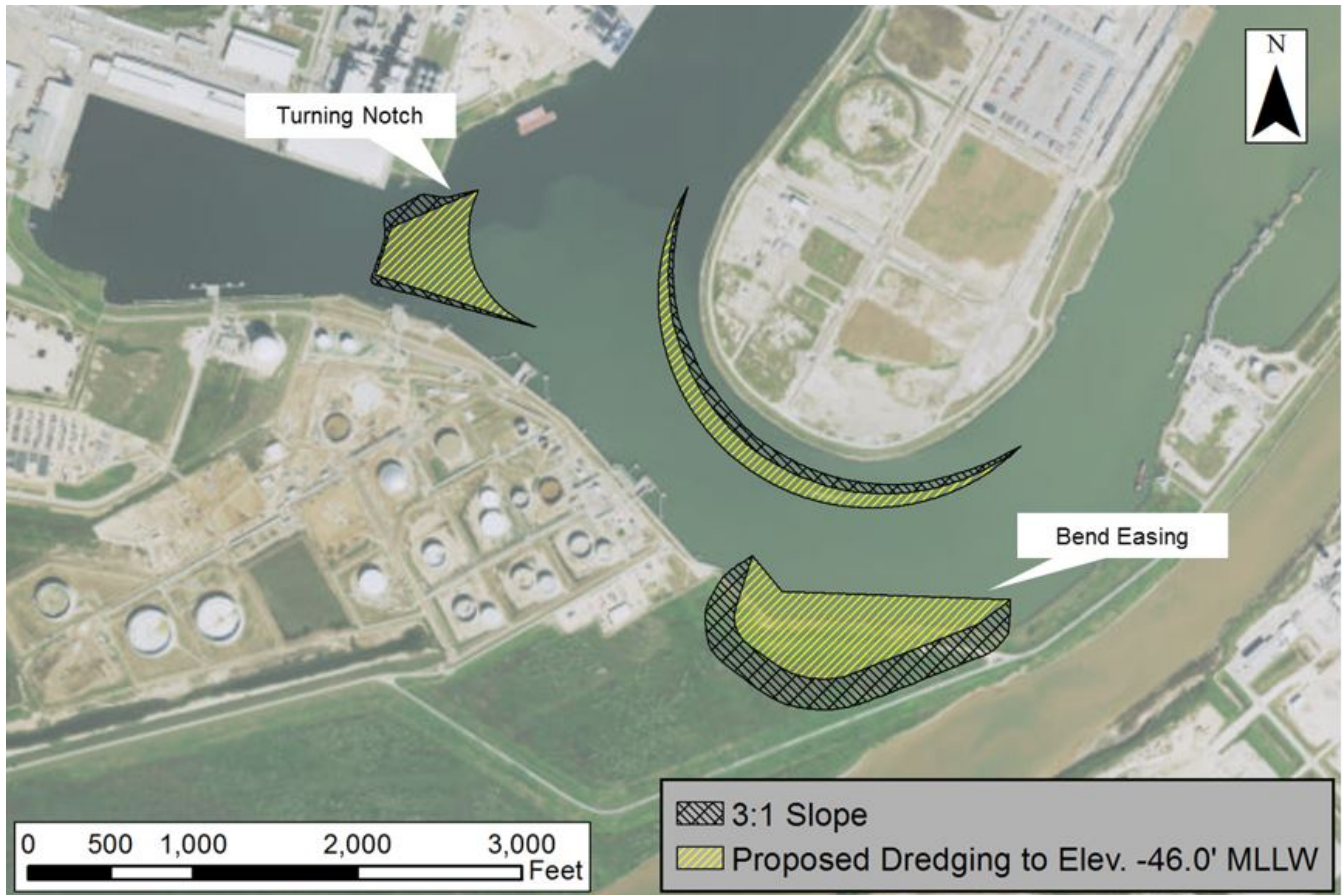 N
Turning Notch
Bend Easing
3:1 Slope
Proposed Dredging to Elev. -46.0' MLLW
0 500 1,000 2,000 3,000
Feet